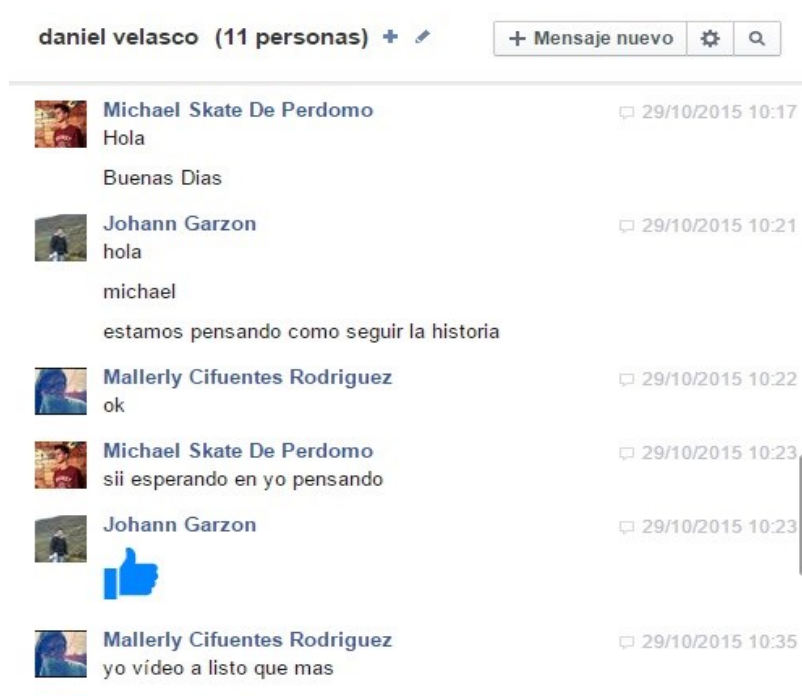 daniel velasco (11 personas)
Mensaje nuevo
Michael Skate De Perdomo 29/10/2015 10:17
Hola
Buenas Dias
Johann Garzon 29/10/2015 10:21
hola
michael
estamos pensando como seguir la historia
Mallerly Cifuentes Rodriguez 29/10/2015 10:22
ok
Michael Skate De Perdomo 29/10/2015 10:23
sii esperando en yo pensando
Johann Garzon 29/10/2015 10:23
Mallerly Cifuentes Rodriguez 29/10/2015 10:35
yo vídeo a listo que mas